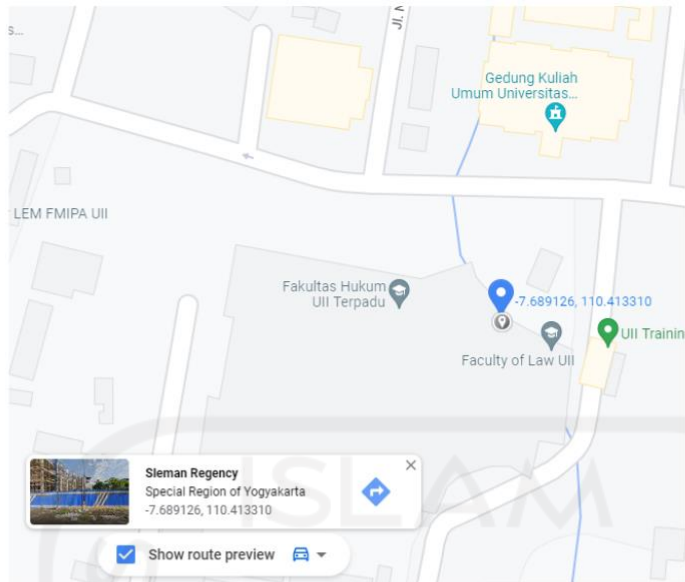 s...
Jl. M
Gedung Kuliah
Umum Universitas...
LEM FMIPA UII
Fakultas Hukum
UII Terpadu
-7.689126, 110.413310
Faculty of Law UII
UII Trainin
Sleman Regency
Special Region of Yogyakarta
-7.689126, 110.413310
Show route preview
ISLAM